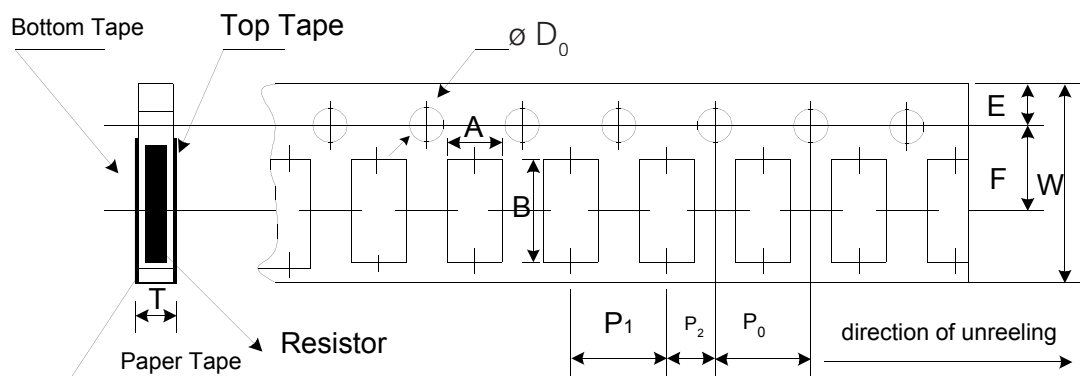 Bottom Tape
Top Tape
ø D0
E
A
F
W
B
T
P1
P2
P0
direction of unreeling
Resistor
Paper Tape